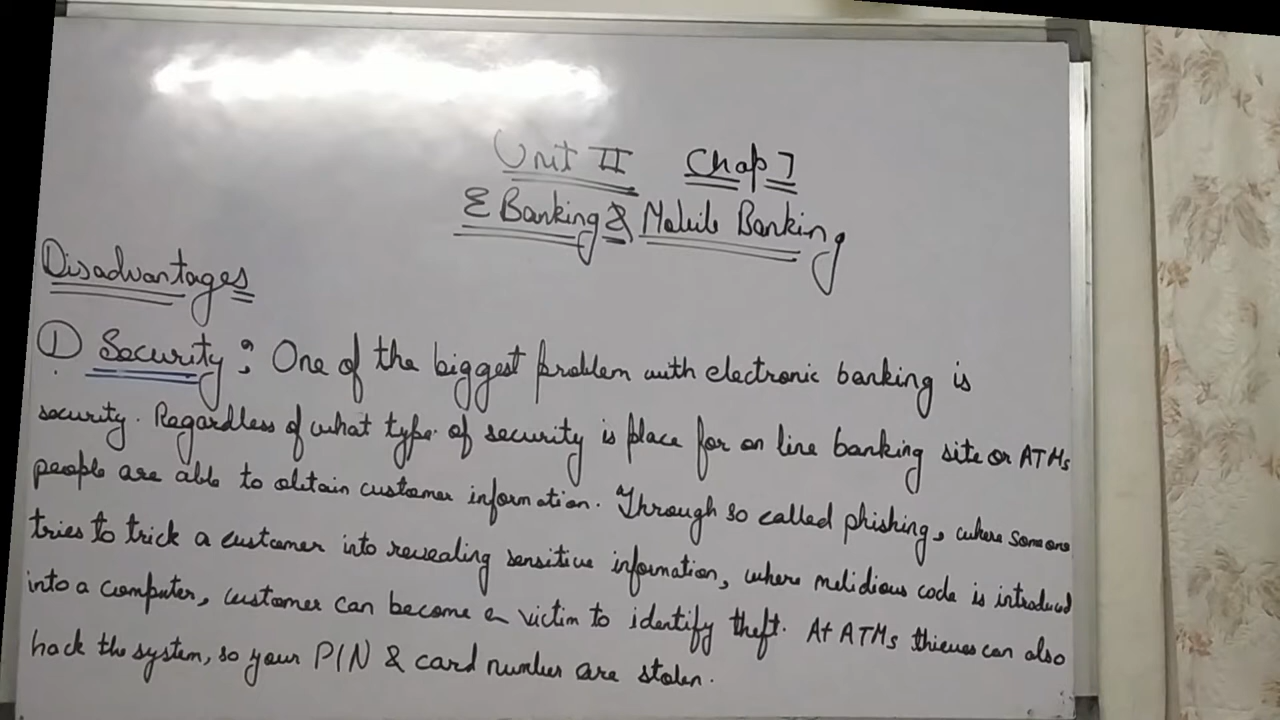 Unit II Chap 7
E Banking & Mobile Banking
Disadvantages
① Security : One of the biggest problem with electronic banking is
security. Regardless of what type of security is place for on line banking site or ATMs
people are able to obtain customer information. Through so called phishing, where someone
tries to trick a customer into revealing sensitive information, where melidious code is introduced
into a computer, customer can become a victim to identify theft. At ATMs thieves can also
hack the system, so your PIN & card number are stolen.